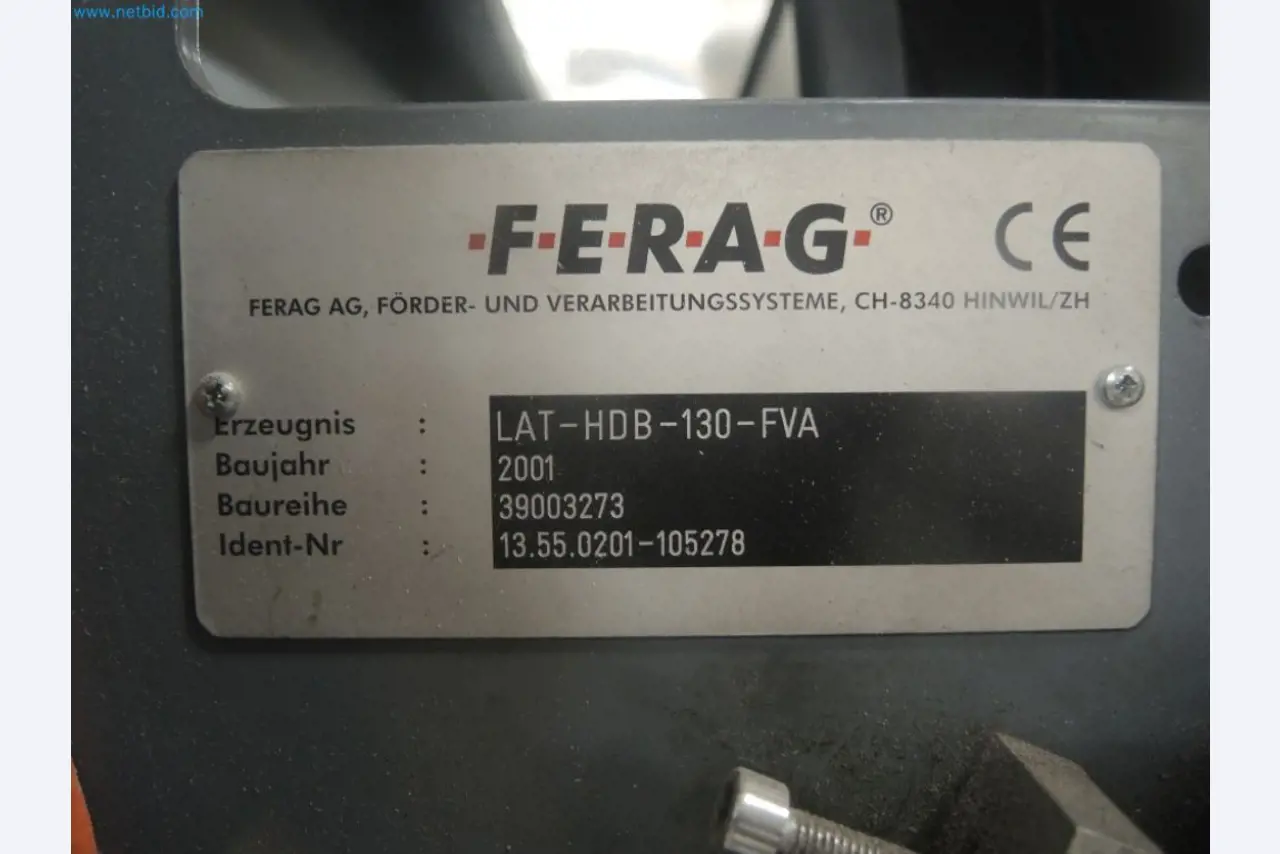 www.netbid.com
·F·E·R·A·G·® CE
FERAG AG, FÖRDER- UND VERARBEITUNGSSYSTEME, CH-8340 HINWIL/ZH
Erzeugnis : LAT-HDB-130-FVA
Baujahr : 2001
Baureihe : 39003273
Ident-Nr : 13.55.0201-105278